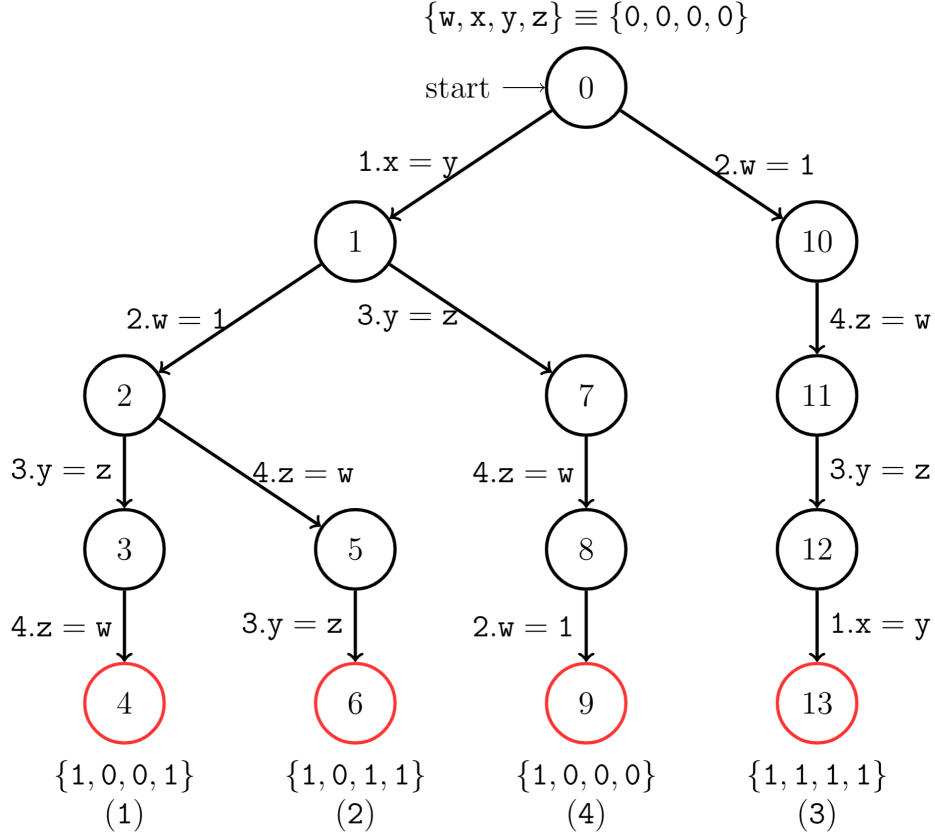 {w, x, y, z} ≡ {0, 0, 0, 0}
start
0
1.x = y
2.w = 1
1
10
2.w = 1
3.y = z
4.z = w
2
7
11
3.y = z
4.z = w
4.z = w
3.y = z
3
5
8
12
4.z = w
3.y = z
2.w = 1
1.x = y
4
6
9
13
{1, 0, 0, 1}
{1, 0, 1, 1}
{1, 0, 0, 0}
{1, 1, 1, 1}
(1)
(2)
(4)
(3)